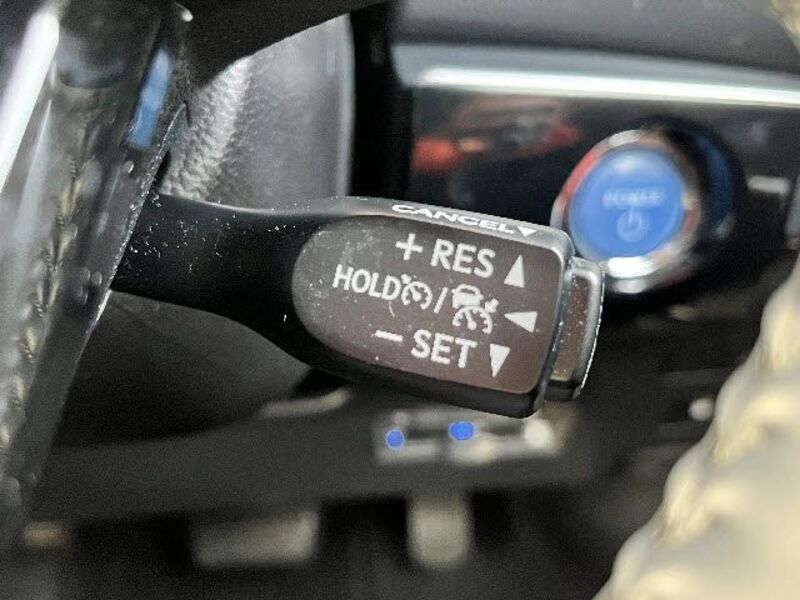 CANCEL▼
+ RES ▲
HOLD / ◀
− SET ▼
POWER